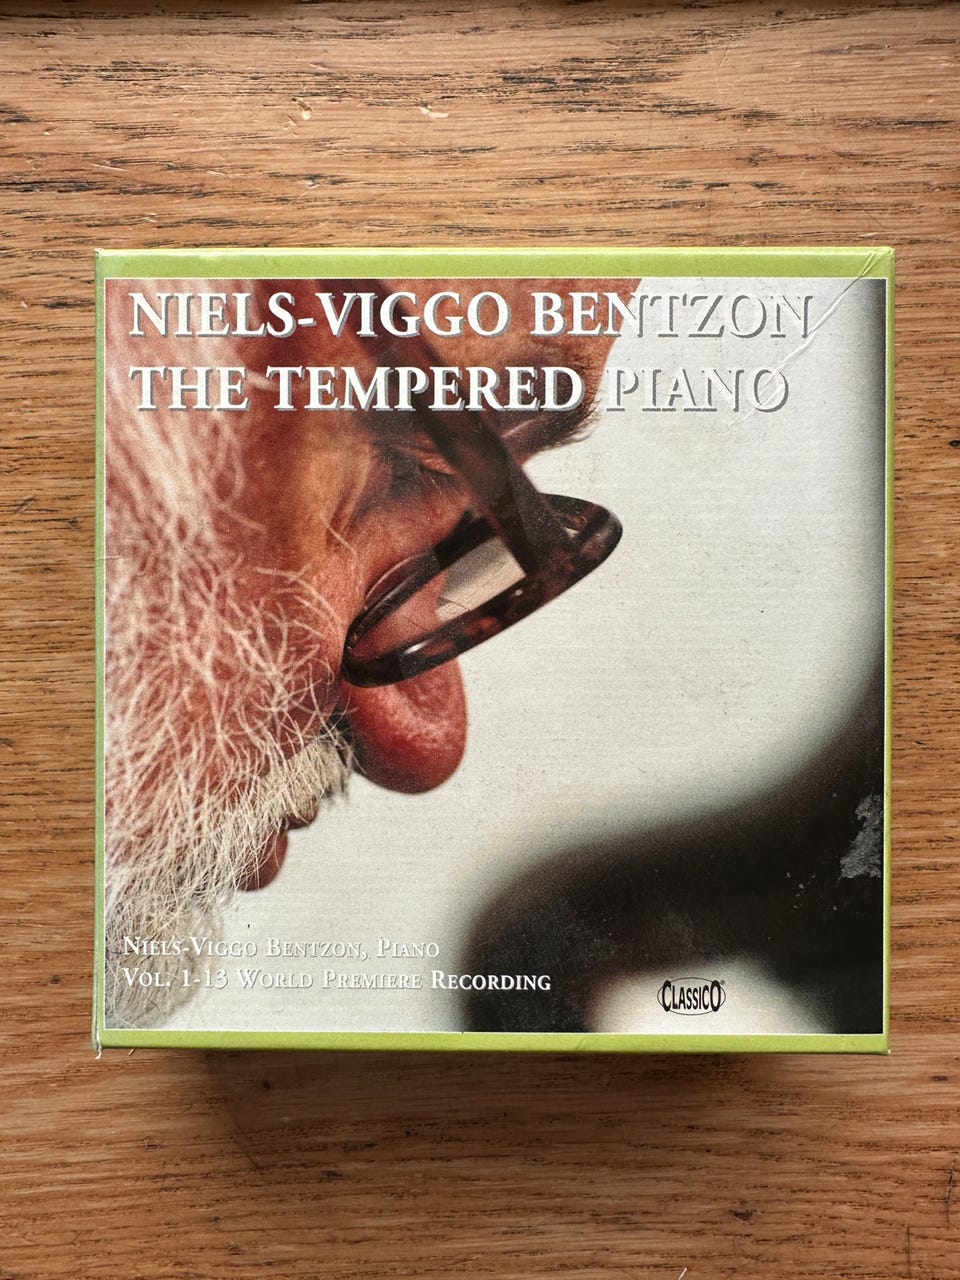 NIELS-VIGGO BENTZON
THE TEMPERED PIANO
NIELS-VIGGO BENTZON, PIANO
VOL. 1-13 WORLD PREMIERE RECORDING
CLASSICO®